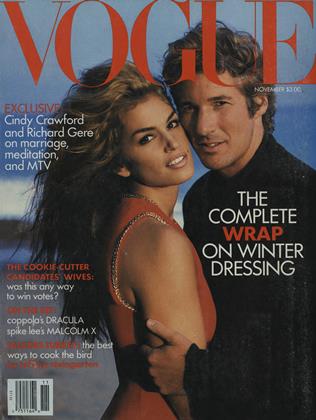 VOGUE
NOVEMBER $3.00
EXCLUSIVE
Cindy Crawford
and Richard Gere
on marriage,
meditation,
and MTV
THE
COMPLETE
WRAP
ON WINTER
DRESSING
THE COOKIE-CUTTER
CANDIDATES' WIVES:
was this any way
to win votes?
coppola's DRACULA
spike lee's MALCOLM X
the best
ways to cook the bird
11